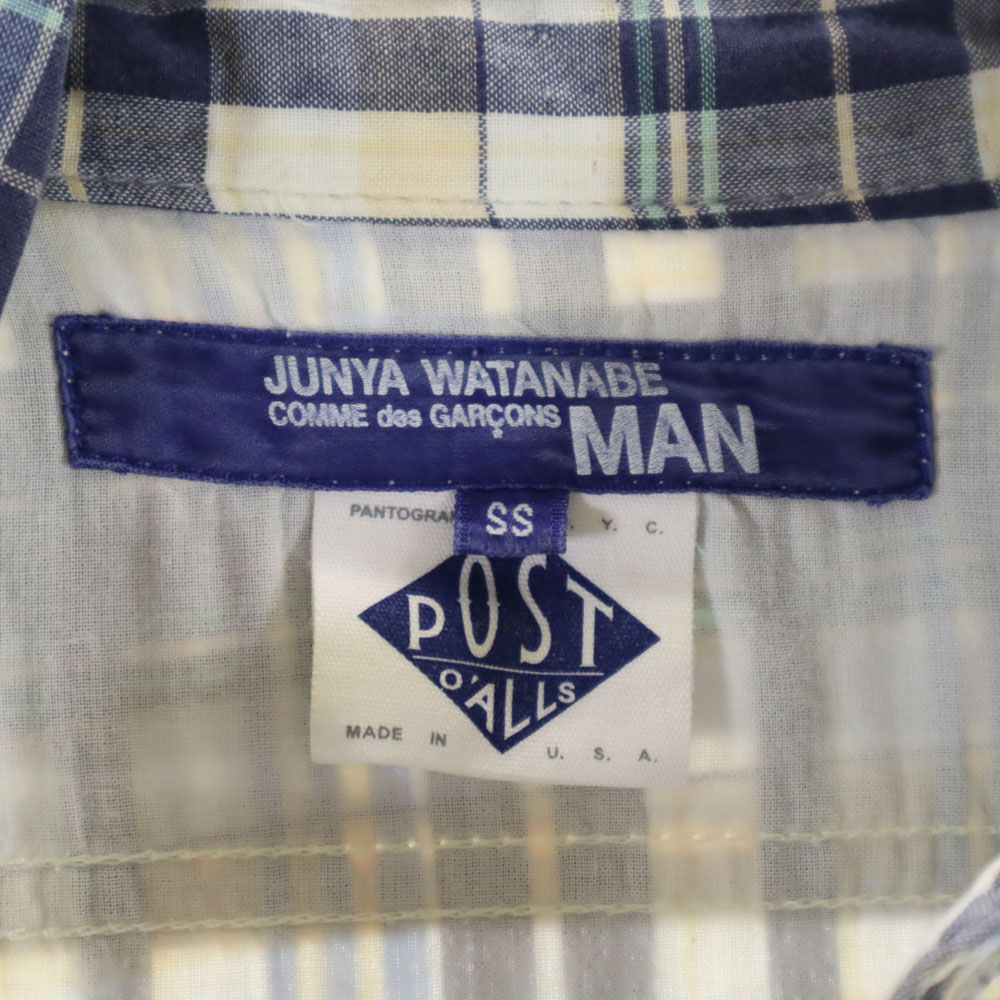 JUNYA WATANABE
COMME des GARÇONS MAN
SS
Y. C.
POST
O'ALLS
MADE IN U. S. A.